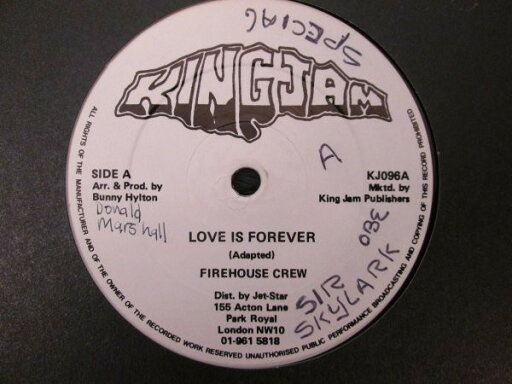 SPECIAL
KING JAM
SIDE A
Arr. & Prod. by
Bunny Hylton
Donald
Marshall
A
KJ096A
Mktd. by
King Jam Publishers
LOVE IS FOREVER
(Adapted)
FIREHOUSE CREW
Dist. by Jet-Star
155 Acton Lane
Park Royal
London NW10
01-961 5818
SIR
SKYLARK
OBE
ALL RIGHTS OF THE MANUFACTURER AND OF THE OWNER OF THE RECORDED WORK RESERVED UNAUTHORISED PUBLIC PERFORMANCE BROADCASTING AND COPYING OF THIS RECORD PROHIBITED